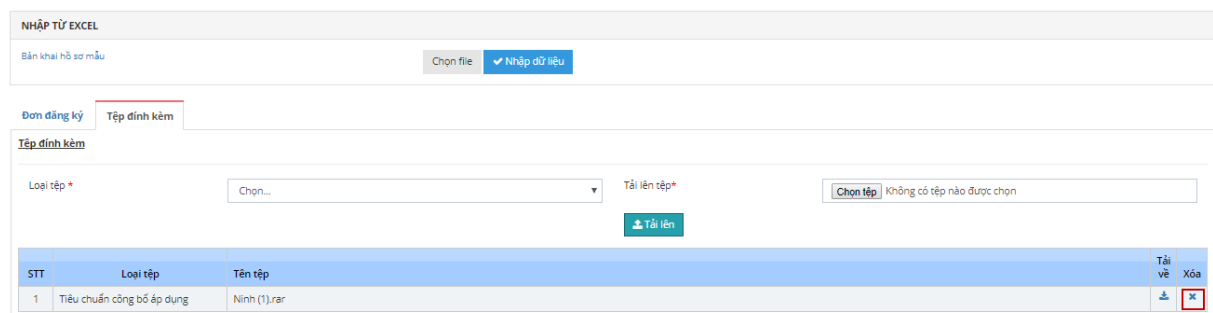 NHẬP TỪ EXCEL
Bản khai hồ sơ mẫu
Chọn file
Nhập dữ liệu
Đơn đăng ký
Tệp đính kèm
Tệp đính kèm
Loại tệp *
Chọn...
Tải lên tệp*
Chọn tệp Không có tệp nào được chọn
Tải lên
STT Loại tệp Tên tệp Tải về Xóa
1 Tiêu chuẩn công bố áp dụng Ninh (1).rar